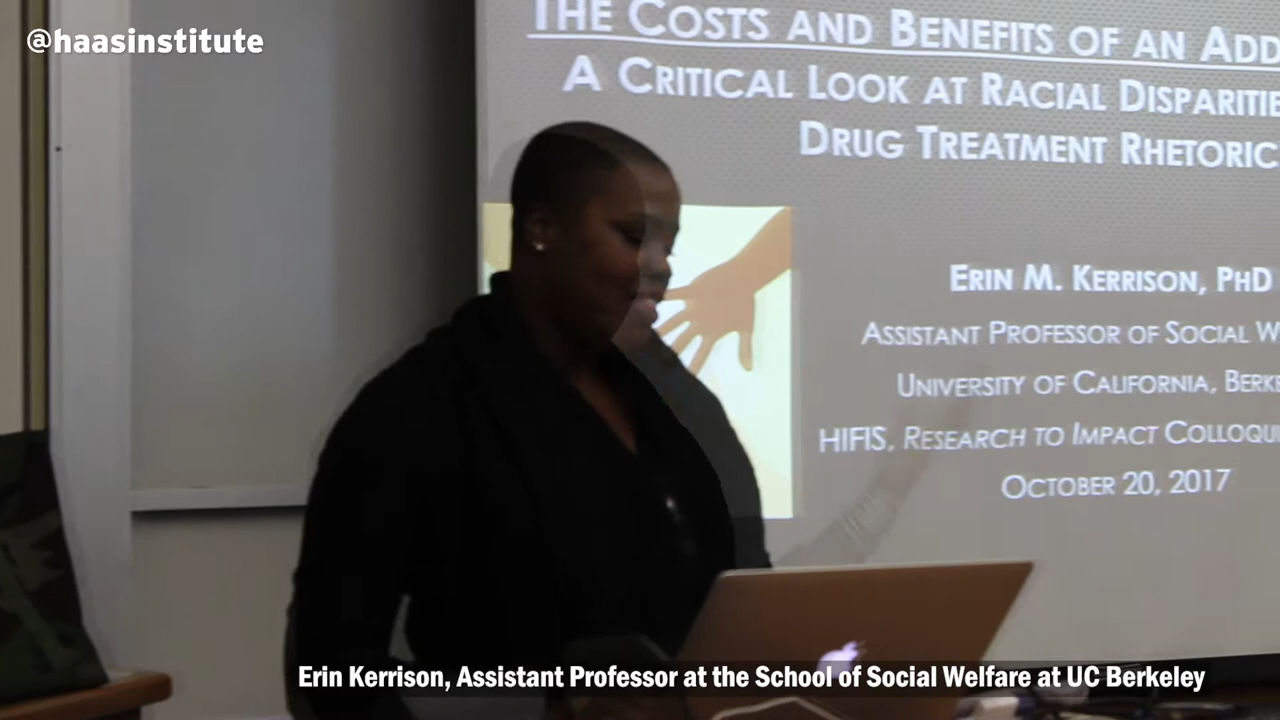 @haasinstitute
THE COSTS AND BENEFITS OF AN
A CRITICAL LOOK AT RACIAL
DRUG TREATMENT RHETORIC
ERIN M. KERRISON, PHD
ASSISTANT PROFESSOR OF SOCIAL
UNIVERSITY OF CALIFORNIA,
HIFIS, RESEARCH TO IMPACT
OCTOBER 20, 2017
Erin Kerrison, Assistant Professor at the School of Social Welfare at UC Berkeley